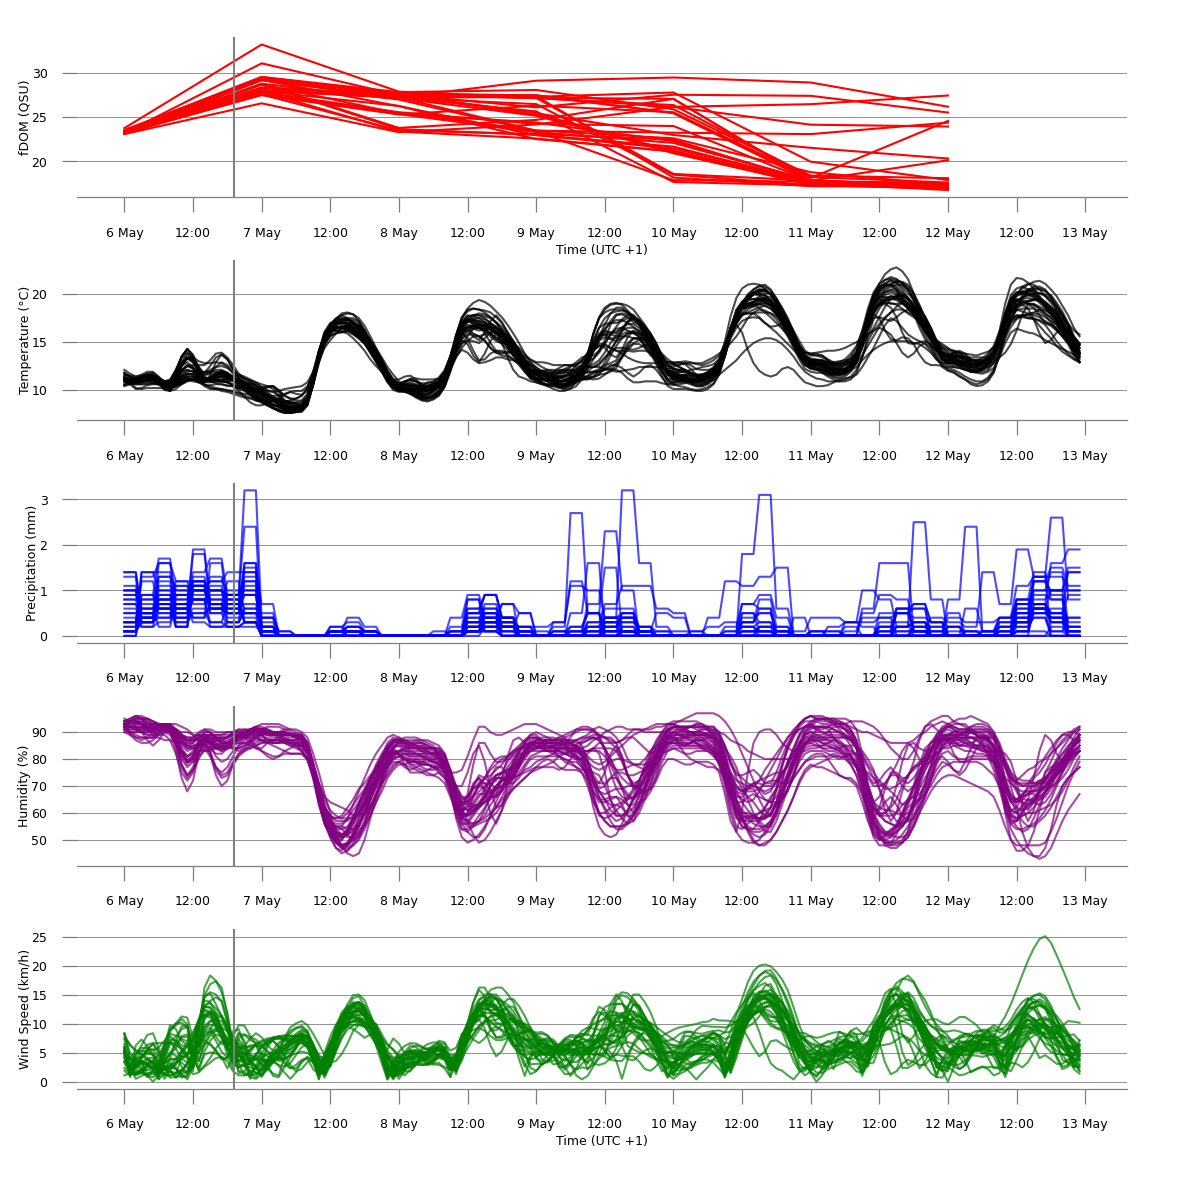 fDOM (QSU)
30
25
20
6 May 12:00 7 May 12:00 8 May 12:00 9 May 12:00 10 May 12:00 11 May 12:00 12 May 12:00 13 May
Time (UTC +1)
Temperature (°C)
20
15
10
6 May 12:00 7 May 12:00 8 May 12:00 9 May 12:00 10 May 12:00 11 May 12:00 12 May 12:00 13 May
Precipitation (mm)
3
2
1
0
6 May 12:00 7 May 12:00 8 May 12:00 9 May 12:00 10 May 12:00 11 May 12:00 12 May 12:00 13 May
Humidity (%)
90
80
70
60
50
6 May 12:00 7 May 12:00 8 May 12:00 9 May 12:00 10 May 12:00 11 May 12:00 12 May 12:00 13 May
Wind Speed (km/h)
25
20
15
10
5
0
6 May 12:00 7 May 12:00 8 May 12:00 9 May 12:00 10 May 12:00 11 May 12:00 12 May 12:00 13 May
Time (UTC +1)